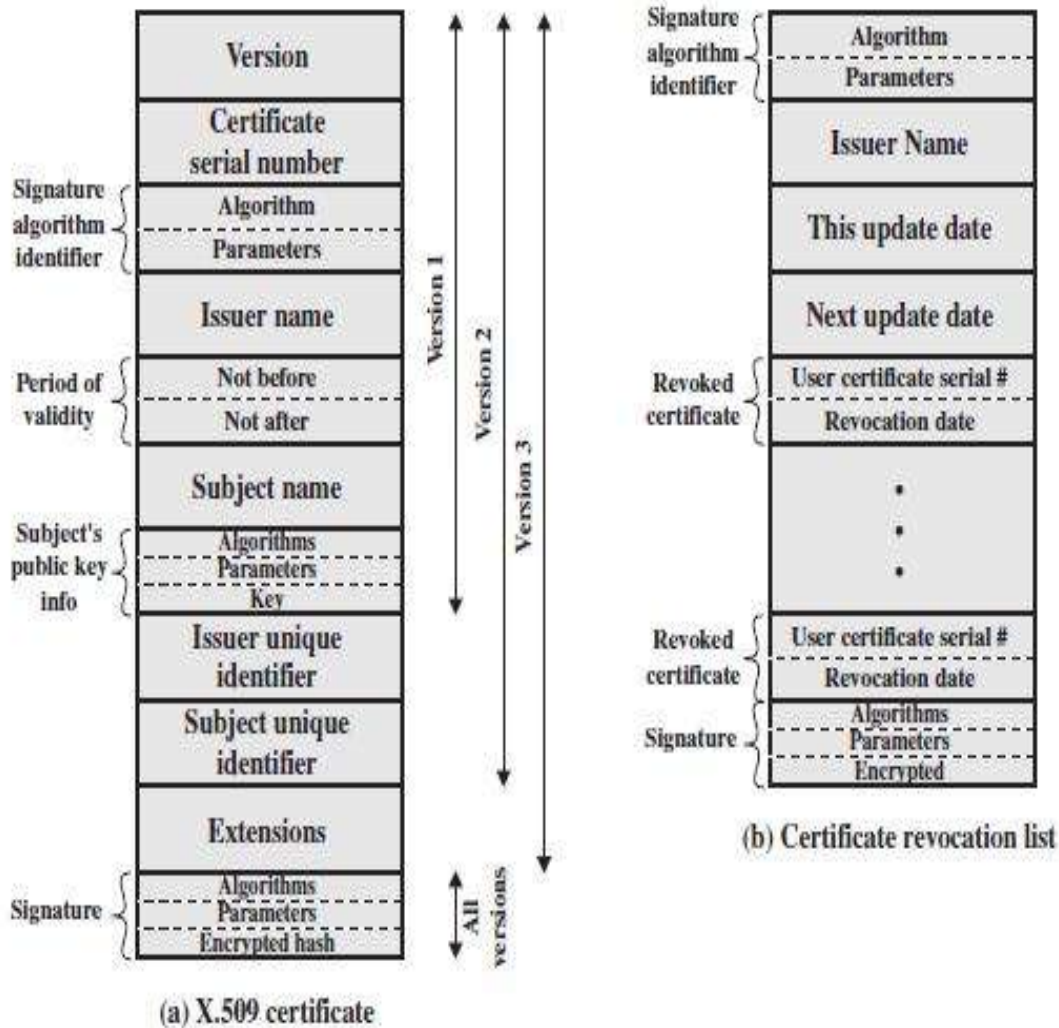 Version
Certificate
serial number
Signature
algorithm
identifier
Algorithm
Parameters
Issuer name
Period of
validity
Not before
Not after
Subject name
Subject's
public key
info
Algorithms
Parameters
Key
Issuer unique
identifier
Subject unique
identifier
Extensions
Signature
Algorithms
Parameters
Encrypted hash
Version 1
Version 2
Version 3
All
versions
(a) X.509 certificate
Signature
algorithm
identifier
Algorithm
Parameters
Issuer Name
This update date
Next update date
Revoked
certificate
User certificate serial #
Revocation date
Revoked
certificate
User certificate serial #
Revocation date
Signature
Algorithms
Parameters
Encrypted
(b) Certificate revocation list